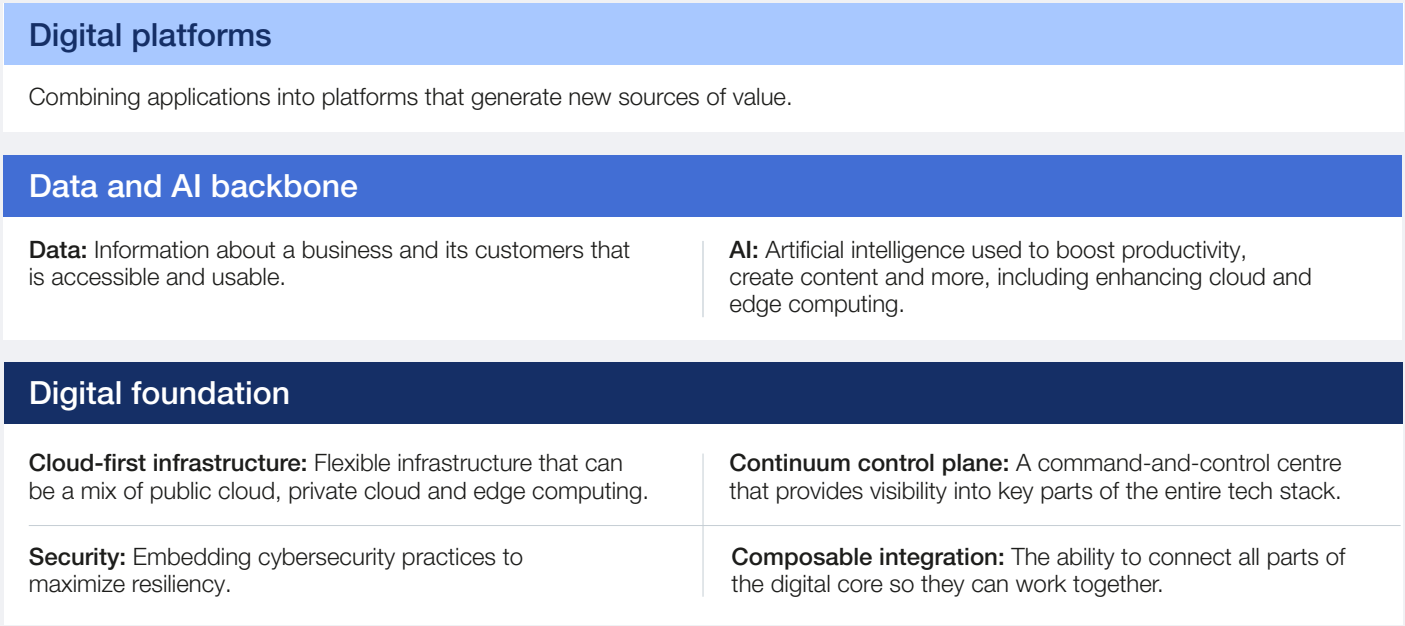 Digital platforms
Combining applications into platforms that generate new sources of value.
Data and AI backbone
Data: Information about a business and its customers that
is accessible and usable.
AI: Artificial intelligence used to boost productivity,
create content and more, including enhancing cloud and
edge computing.
Digital foundation
Cloud-first infrastructure: Flexible infrastructure that can
be a mix of public cloud, private cloud and edge computing.
Continuum control plane: A command-and-control centre
that provides visibility into key parts of the entire tech stack.
Security: Embedding cybersecurity practices to
maximize resiliency.
Composable integration: The ability to connect all parts of
the digital core so they can work together.